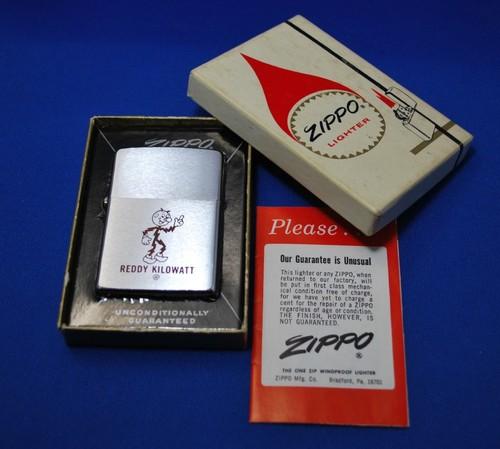 ZIPPO
LIGHTER
ZIPPO
REDDY KILOWATT
®
UNCONDITIONALLY
GUARANTEED
Please
Our Guarantee is Unusual
This lighter or any ZIPPO, when
returned to our factory, will
be put in first class mechan-
ical condition free of charge,
for we have yet to charge a
cent for the repair of a ZIPPO
regardless of age or condition.
THE FINISH, HOWEVER, IS
NOT GUARANTEED.
ZIPPO
®
THE ONE ZIP WINDPROOF LIGHTER
ZIPPO Mfg. Co. Bradford, Pa. 16701